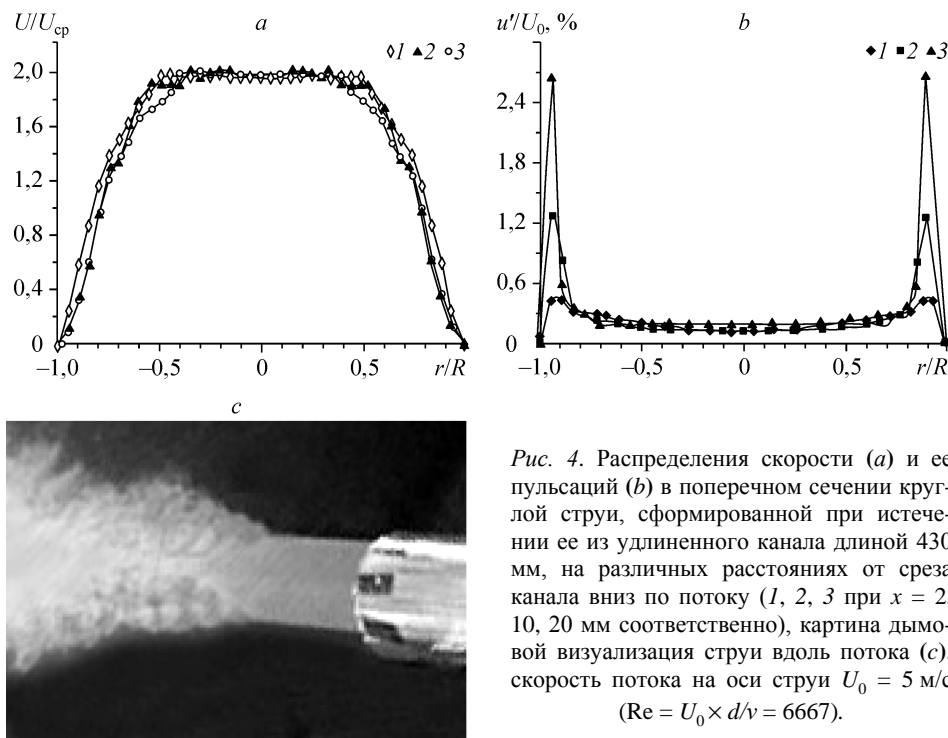 U/Uср
a
1 2 3
2,0
1,6
1,2
0,8
0,4
0
–1,0 –0,5 0 0,5 r/R
u'/U0, %
b
1 2 3
2,4
1,8
1,2
0,6
0
–1,0 –0,5 0 0,5 r/R
c
Рис. 4. Распределения скорости (a) и ее
пульсаций (b) в поперечном сечении круг-
лой струи, сформированной при истече-
нии ее из удлиненного канала длиной 430
мм, на различных расстояниях от среза
канала вниз по потоку (1, 2, 3 при x = 2,
10, 20 мм соответственно), картина дымо-
вой визуализация струи вдоль потока (c),
скорость потока на оси струи U0 = 5 м/с
(Re = U0 × d/ν = 6667).